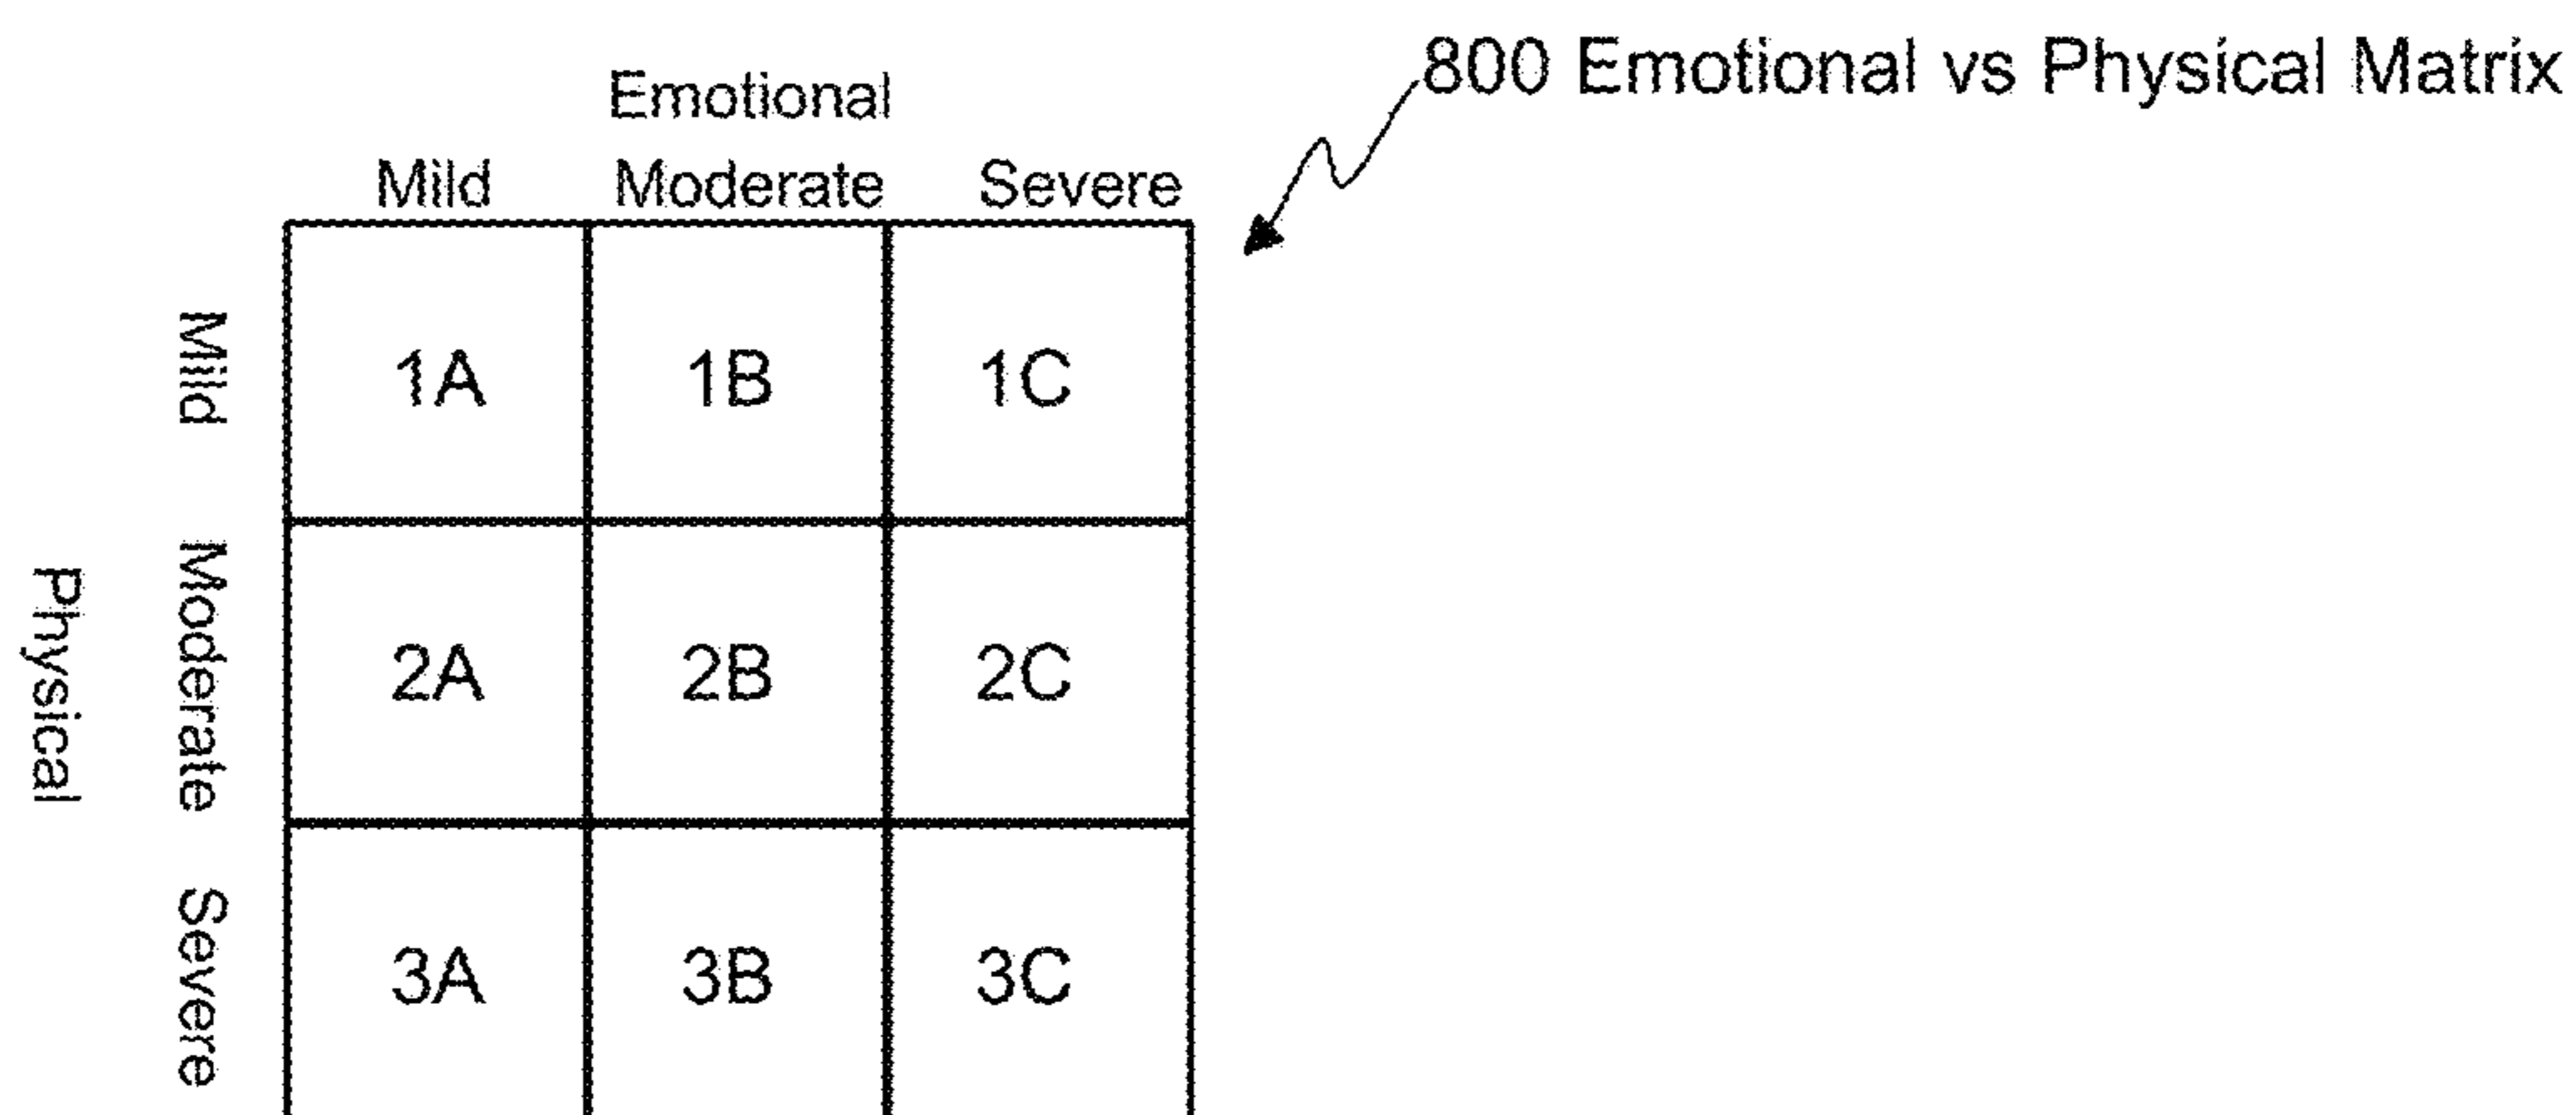 800 Emotional vs Physical Matrix
Emotional
Mild Moderate Severe
Physical
Mild
1A 1B 1C
Moderate
2A 2B 2C
Severe
3A 3B 3C